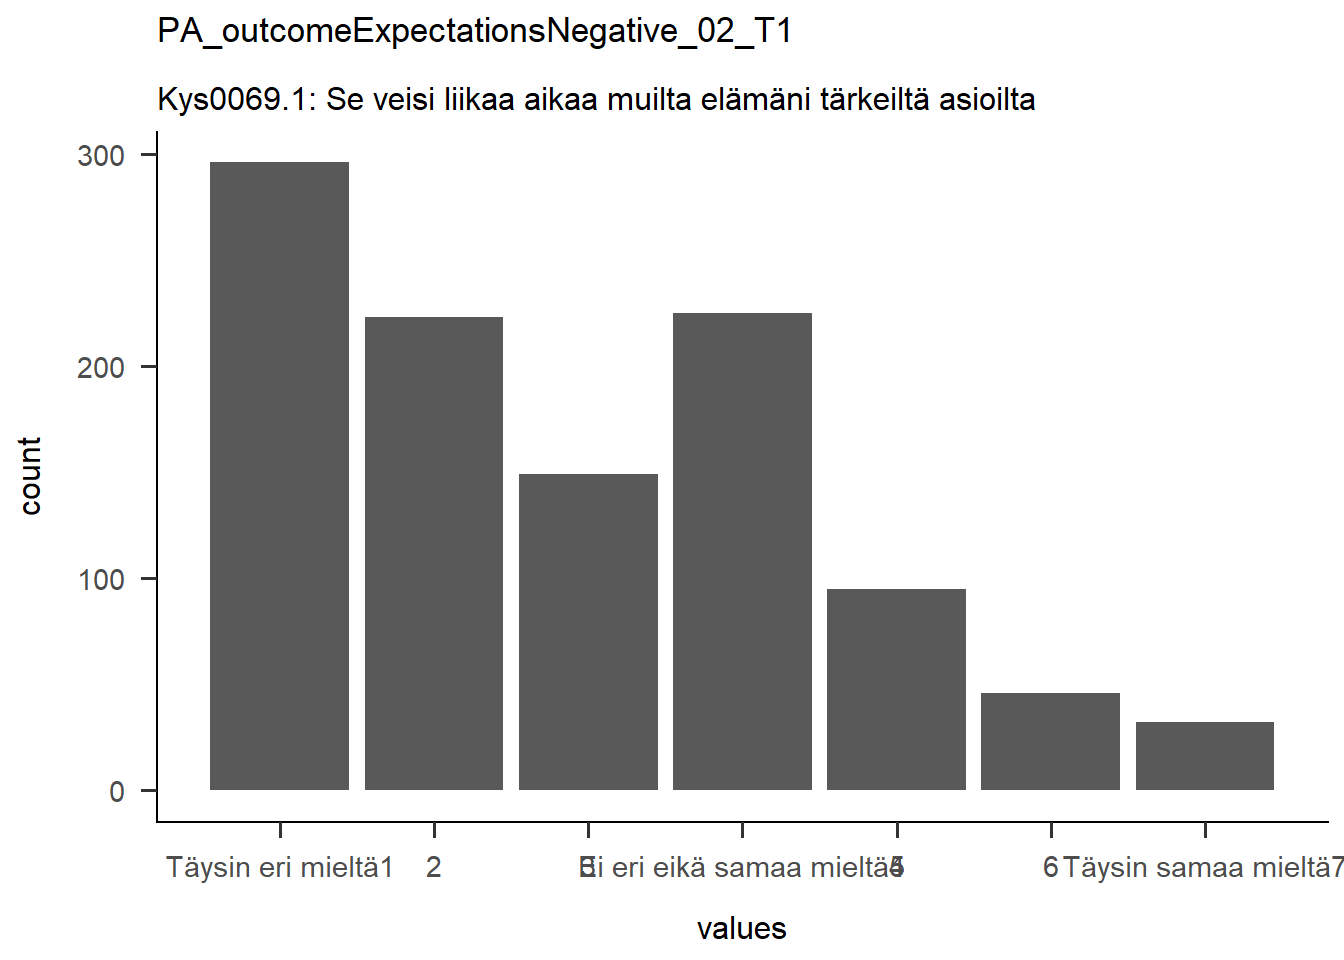 PA_outcomeExpectationsNegative_02_T1
Kys0069.1: Se veisi liikaa aikaa muilta elämäni tärkeiltä asioilta
300
200
100
0
count
Täysin eri mieltä1 2 3 Ei eri eikä samaa mieltä4 5 6 Täysin samaa mieltä7
values